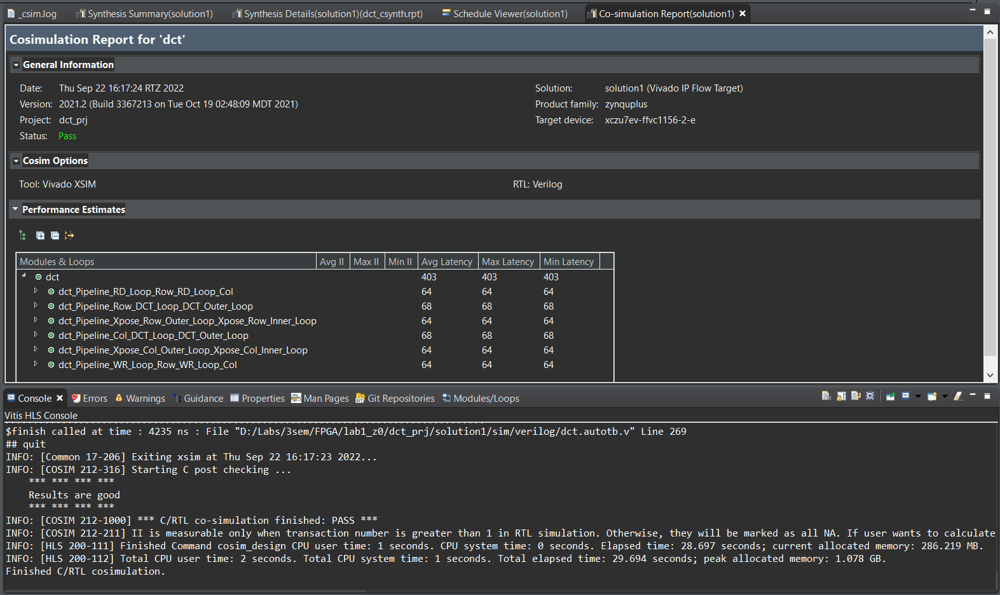 _csim.log Synthesis Summary(solution1) Synthesis Details(solution1)(dct_csynth.rpt) Schedule Viewer(solution1) Co-simulation Report(solution1)
Cosimulation Report for 'dct'
General Information
Date: Thu Sep 22 16:17:24 RTZ 2022 Solution: solution1 (Vivado IP Flow Target)
Version: 2021.2 (Build 3367213 on Tue Oct 19 02:48:09 MDT 2021) Product family: zynquplus
Project: dct_prj Target device: xczu7ev-ffvc1156-2-e
Status: Pass
Cosim Options
Tool: Vivado XSIM RTL: Verilog
Performance Estimates
Modules & Loops Avg II Max II Min II Avg Latency Max Latency Min Latency
dct 403 403 403
dct_Pipeline_RD_Loop_Row_RD_Loop_Col 64 64 64
dct_Pipeline_Row_DCT_Loop_DCT_Outer_Loop 68 68 68
dct_Pipeline_Xpose_Row_Outer_Loop_Xpose_Row_Inner_Loop 64 64 64
dct_Pipeline_Col_DCT_Loop_DCT_Outer_Loop 68 68 68
dct_Pipeline_Xpose_Col_Outer_Loop_Xpose_Col_Inner_Loop 64 64 64
dct_Pipeline_WR_Loop_Row_WR_Loop_Col 64 64 64
Console Errors Warnings Guidance Properties Man Pages Git Repositories Modules/Loops
Vitis HLS Console
$finish called at time : 4235 ns : File "D:/Labs/3sem/FPGA/lab1_z0/dct_prj/solution1/sim/verilog/dct.autotb.v" Line 269
## quit
INFO: [Common 17-206] Exiting xsim at Thu Sep 22 16:17:23 2022...
INFO: [COSIM 212-316] Starting C post checking ...
*** *** *** ***
Results are good
*** *** *** ***
INFO: [COSIM 212-1000] *** C/RTL co-simulation finished: PASS ***
INFO: [COSIM 212-211] II is measurable only when transaction number is greater than 1 in RTL simulation. Otherwise, they will be marked as all NA. If user wants to calculate
INFO: [HLS 200-111] Finished Command cosim_design CPU user time: 1 seconds. CPU system time: 0 seconds. Elapsed time: 28.697 seconds; current allocated memory: 286.219 MB.
INFO: [HLS 200-112] Total CPU user time: 2 seconds. Total CPU system time: 1 seconds. Total elapsed time: 29.694 seconds; peak allocated memory: 1.078 GB.
Finished C/RTL cosimulation.